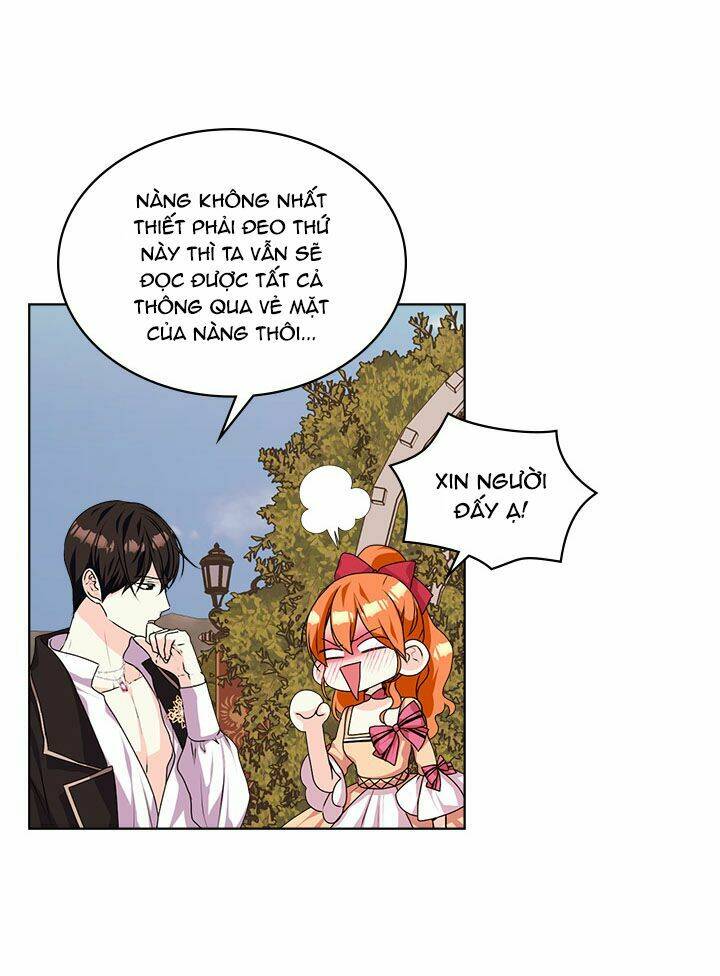 NÀNG KHÔNG NHẤT
THIẾT PHẢI ĐEO THỨ
NÀY THÌ TA VẪN SẼ
ĐỌC ĐƯỢC TẤT CẢ
THÔNG QUA VẺ MẶT
CỦA NÀNG THÔI...
XIN NGƯỜI
ĐẤY Ạ!